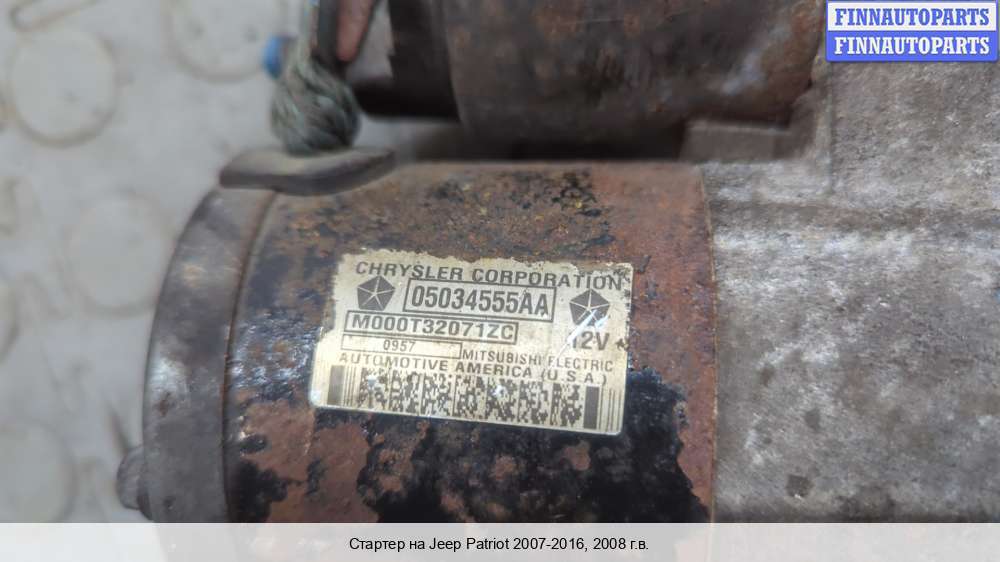 FINNAUTOPARTS
FINNAUTOPARTS
CHRYSLER CORPORATION
05034555AA
M000T32071ZC
12V
0957
MITSUBISHI ELECTRIC
AUTOMOTIVE AMERICA (U.S.A.)
Стартер на Jeep Patriot 2007-2016, 2008 г.в.